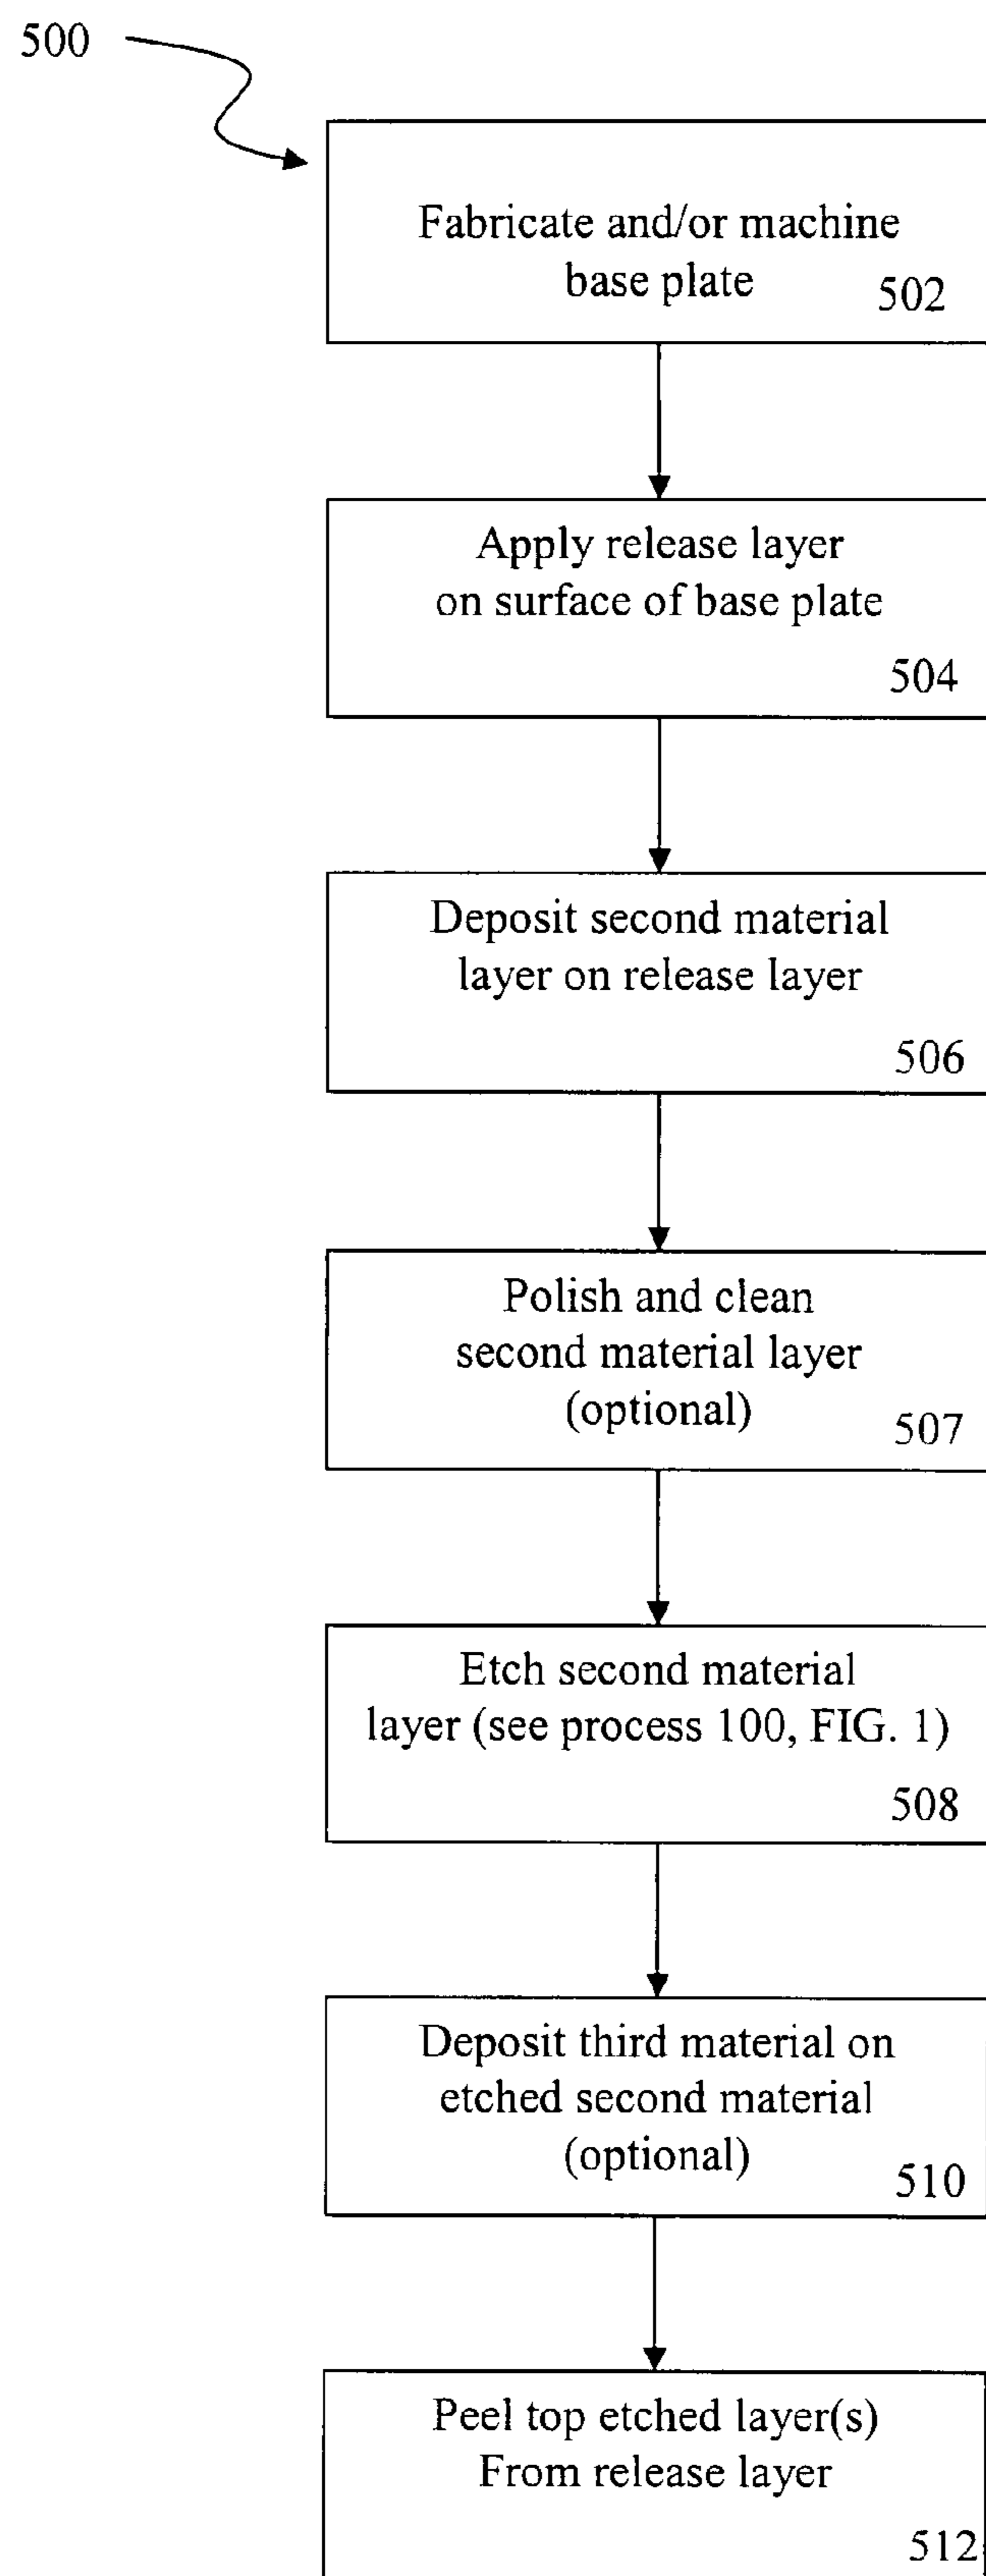 500
Fabricate and/or machine
base plate
502
Apply release layer
on surface of base plate
504
Deposit second material
layer on release layer
506
Polish and clean
second material layer
(optional)
507
Etch second material
layer (see process 100, FIG. 1)
508
Deposit third material on
etched second material
(optional)
510
Peel top etched layer(s)
From release layer
512